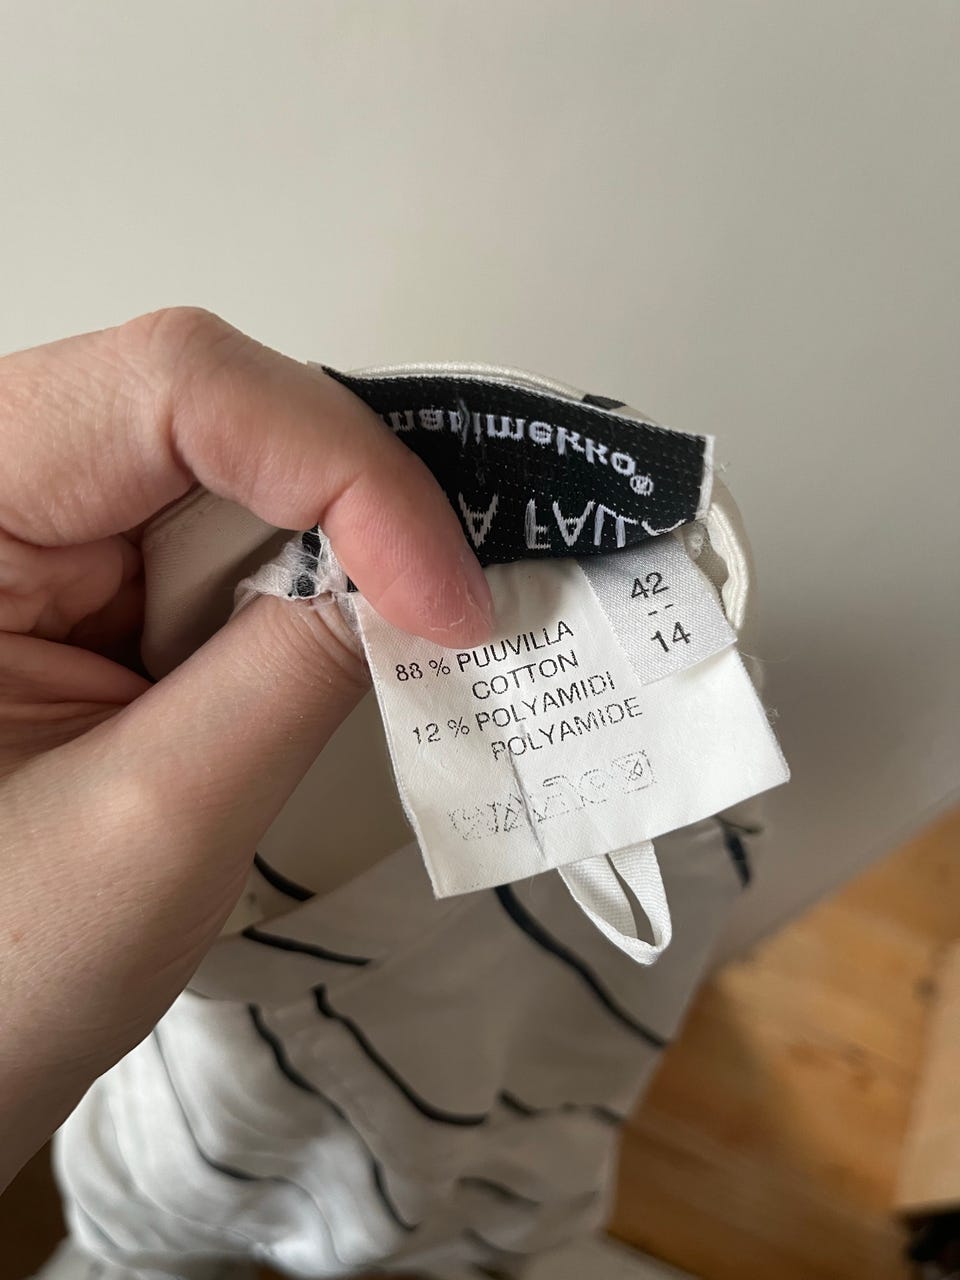 marimekko®
42
--
14
88 % PUUVILLA
COTTON
12 % POLYAMIDI
POLYAMIDE